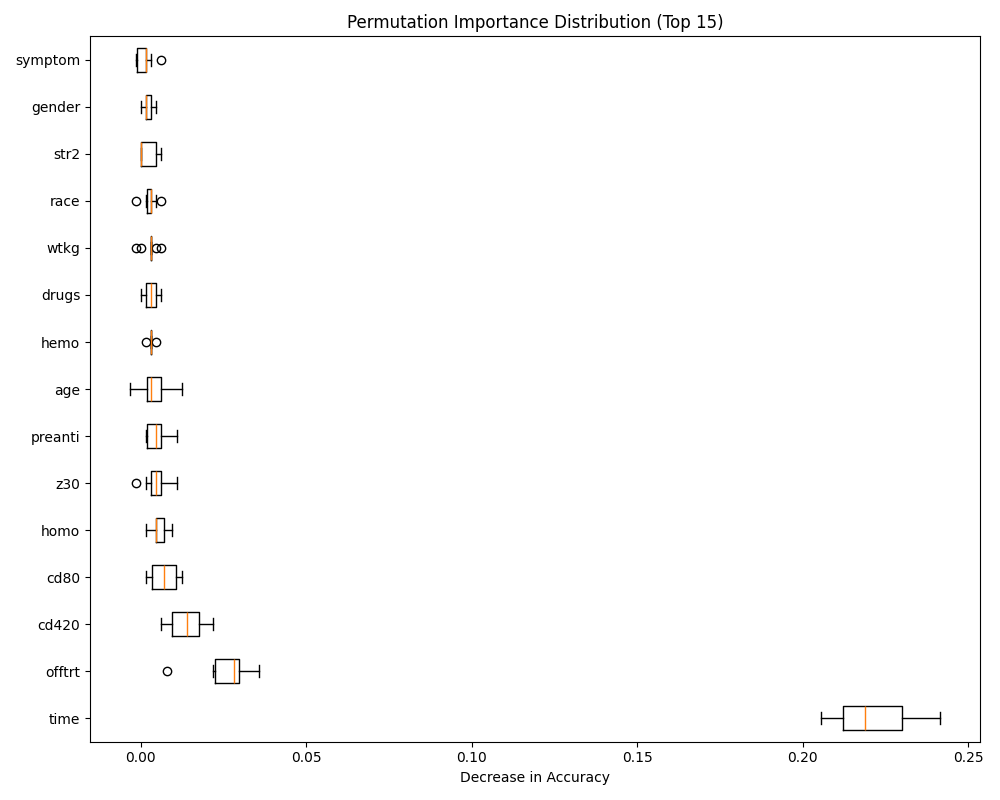 Permutation Importance Distribution (Top 15)
symptom
gender
str2
race
wtkg
drugs
hemo
age
preanti
z30
homo
cd80
cd420
offtrt
time
0.00 0.05 0.10 0.15 0.20 0.25
Decrease in Accuracy